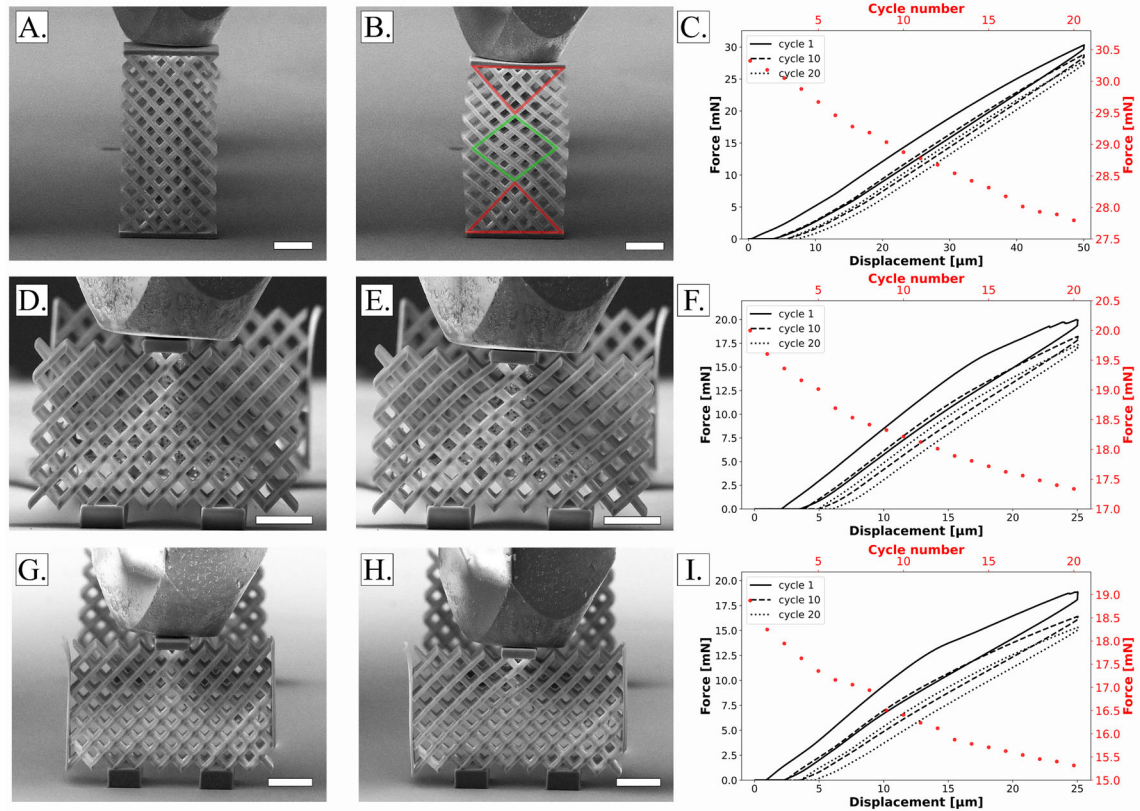 A.
B.
C.
Cycle number
5 10 15 20
Force [mN]
30
25
20
15
10
5
0
cycle 1
cycle 10
cycle 20
30.5
30.0
29.5
29.0
28.5
28.0
27.5
Force [mN]
0 10 20 30 40 50
Displacement [µm]
D.
E.
F.
Cycle number
5 10 15 20
Force [mN]
20.0
17.5
15.0
12.5
10.0
7.5
5.0
2.5
0.0
cycle 1
cycle 10
cycle 20
20.5
20.0
19.5
19.0
18.5
18.0
17.5
17.0
Force [mN]
0 5 10 15 20 25
Displacement [µm]
G.
H.
I.
Cycle number
5 10 15 20
Force [mN]
20.0
17.5
15.0
12.5
10.0
7.5
5.0
2.5
0.0
cycle 1
cycle 10
cycle 20
19.0
18.5
18.0
17.5
17.0
16.5
16.0
15.5
15.0
Force [mN]
0 5 10 15 20 25
Displacement [µm]